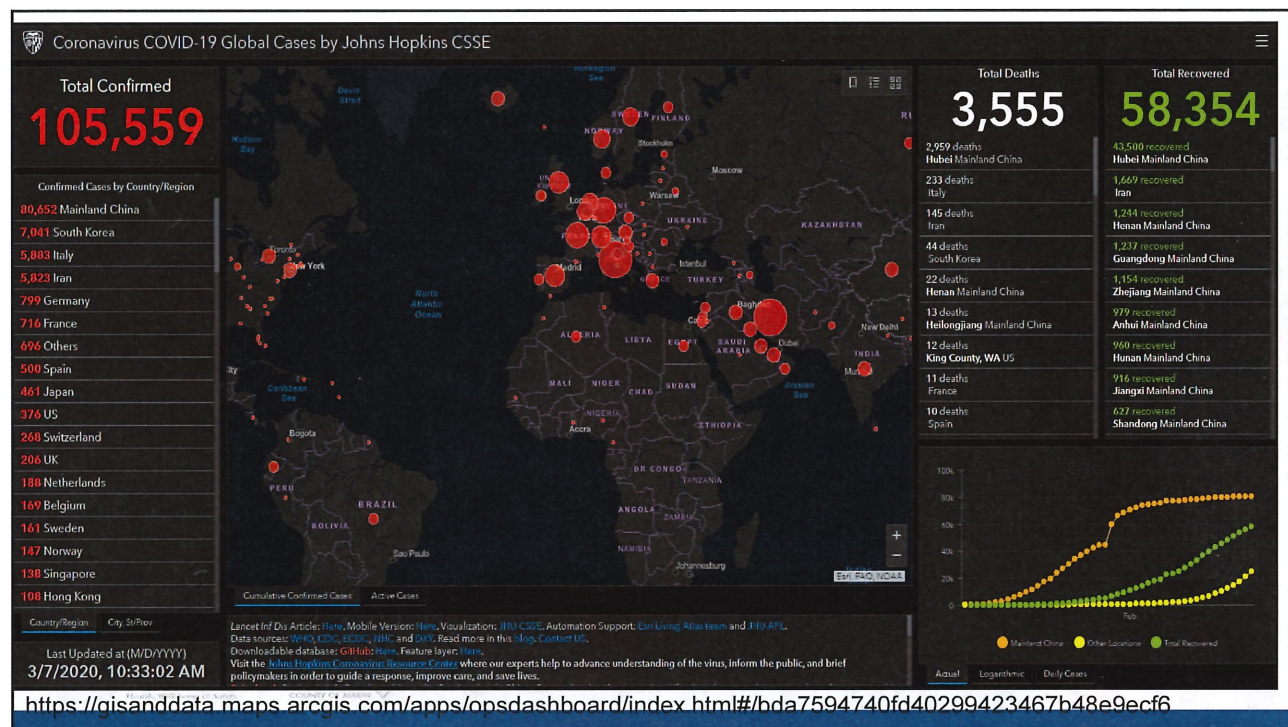 Coronavirus COVID-19 Global Cases by Johns Hopkins CSSE
Total Confirmed
105,559
Confirmed Cases by Country/Region
80,652 Mainland China
7,041 South Korea
5,883 Italy
5,823 Iran
799 Germany
716 France
696 Others
500 Spain
461 Japan
376 US
268 Switzerland
206 UK
188 Netherlands
169 Belgium
161 Sweden
147 Norway
138 Singapore
108 Hong Kong
Country/Region
City, St/Prov
Last Updated at (M/D/YYYY)
3/7/2020, 10:33:02 AM
Norwegian
Sea
Davis
Strait
Hudson
Bay
SWEDEN FINLAND
NORWAY
Stockholm
Moscow
Warsaw
UKRAINE
KAZAKHSTAN
Toronto
New York
Madrid
Istanbul
GREECE TURKEY
North
Atlantic
Ocean
Baghdad
New Delhi
ALGERIA
LIBYA
EGYPT
SAUDI
ARABIA
Dubai
INDIA
Caribbean
Sea
MALI
NIGER
CHAD
SUDAN
Arabian
Sea
NIGERIA
Accra
ETHIOPIA
Bogota
DR CONGO
TANZANIA
PERU
BRAZIL
ANGOLA
ZAMBIA
BOLIVIA
NAMIBIA
Sao Paulo
Johannesburg
+
−
Esri, FAO, NOAA
Cumulative Confirmed Cases
Active Cases
Lancet Inf Dis Article: Here. Mobile Version: Here. Visualization: JHU CSSE. Automation Support: Esri Living Atlas team and JHU APL.
Data sources: WHO, CDC, ECDC, NHC and DXY. Read more in this blog. Contact US.
Downloadable database: GitHub: Here. Feature layer: Here.
Visit the Johns Hopkins Coronavirus Resource Center where our experts help to advance understanding of the virus, inform the public, and brief
policymakers in order to guide a response, improve care, and save lives.
Total Deaths
3,555
2,959 deaths
Hubei Mainland China
233 deaths
Italy
145 deaths
Iran
44 deaths
South Korea
22 deaths
Henan Mainland China
13 deaths
Heilongjiang Mainland China
12 deaths
King County, WA US
11 deaths
France
10 deaths
Spain
Total Recovered
58,354
43,500 recovered
Hubei Mainland China
1,669 recovered
Iran
1,244 recovered
Henan Mainland China
1,237 recovered
Guangdong Mainland China
1,154 recovered
Zhejiang Mainland China
979 recovered
Anhui Mainland China
960 recovered
Hunan Mainland China
916 recovered
Jiangxi Mainland China
627 recovered
Shandong Mainland China
100k
80k
60k
40k
20k
0
Feb
Mainland China
Other Locations
Total Recovered
Actual
Logarithmic
Daily Cases
https://gisanddata.maps.arcgis.com/apps/opsdashboard/index.html#/bda7594740fd40299423467b48e9ecf6